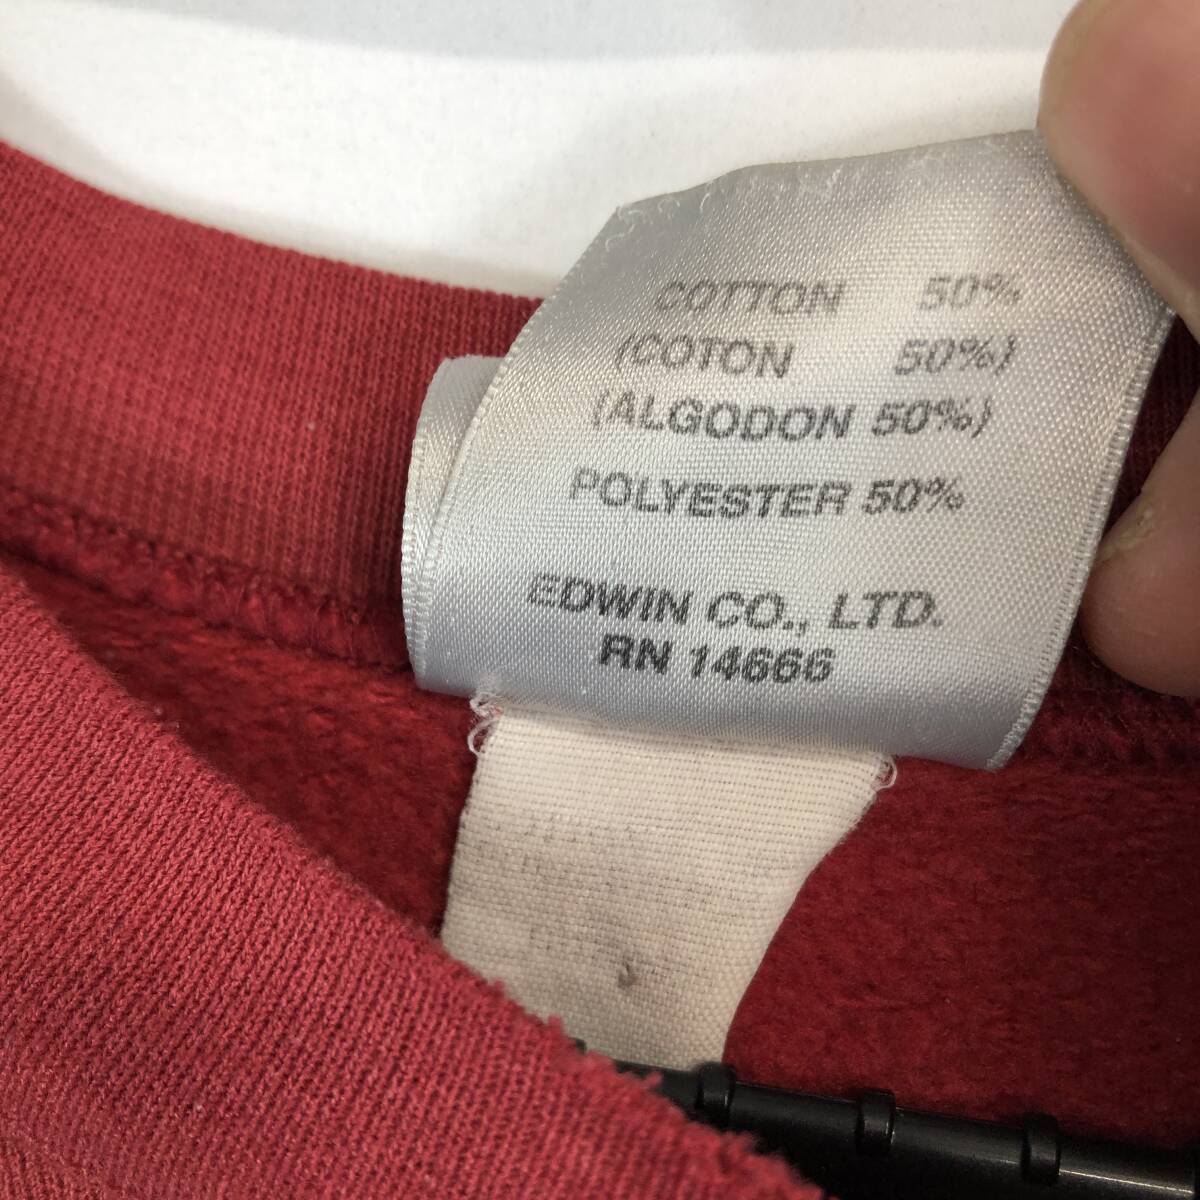 COTTON 50%
(COTON 50%)
(ALGODON 50%)
POLYESTER 50%
EDWIN CO., LTD.
RN 14666